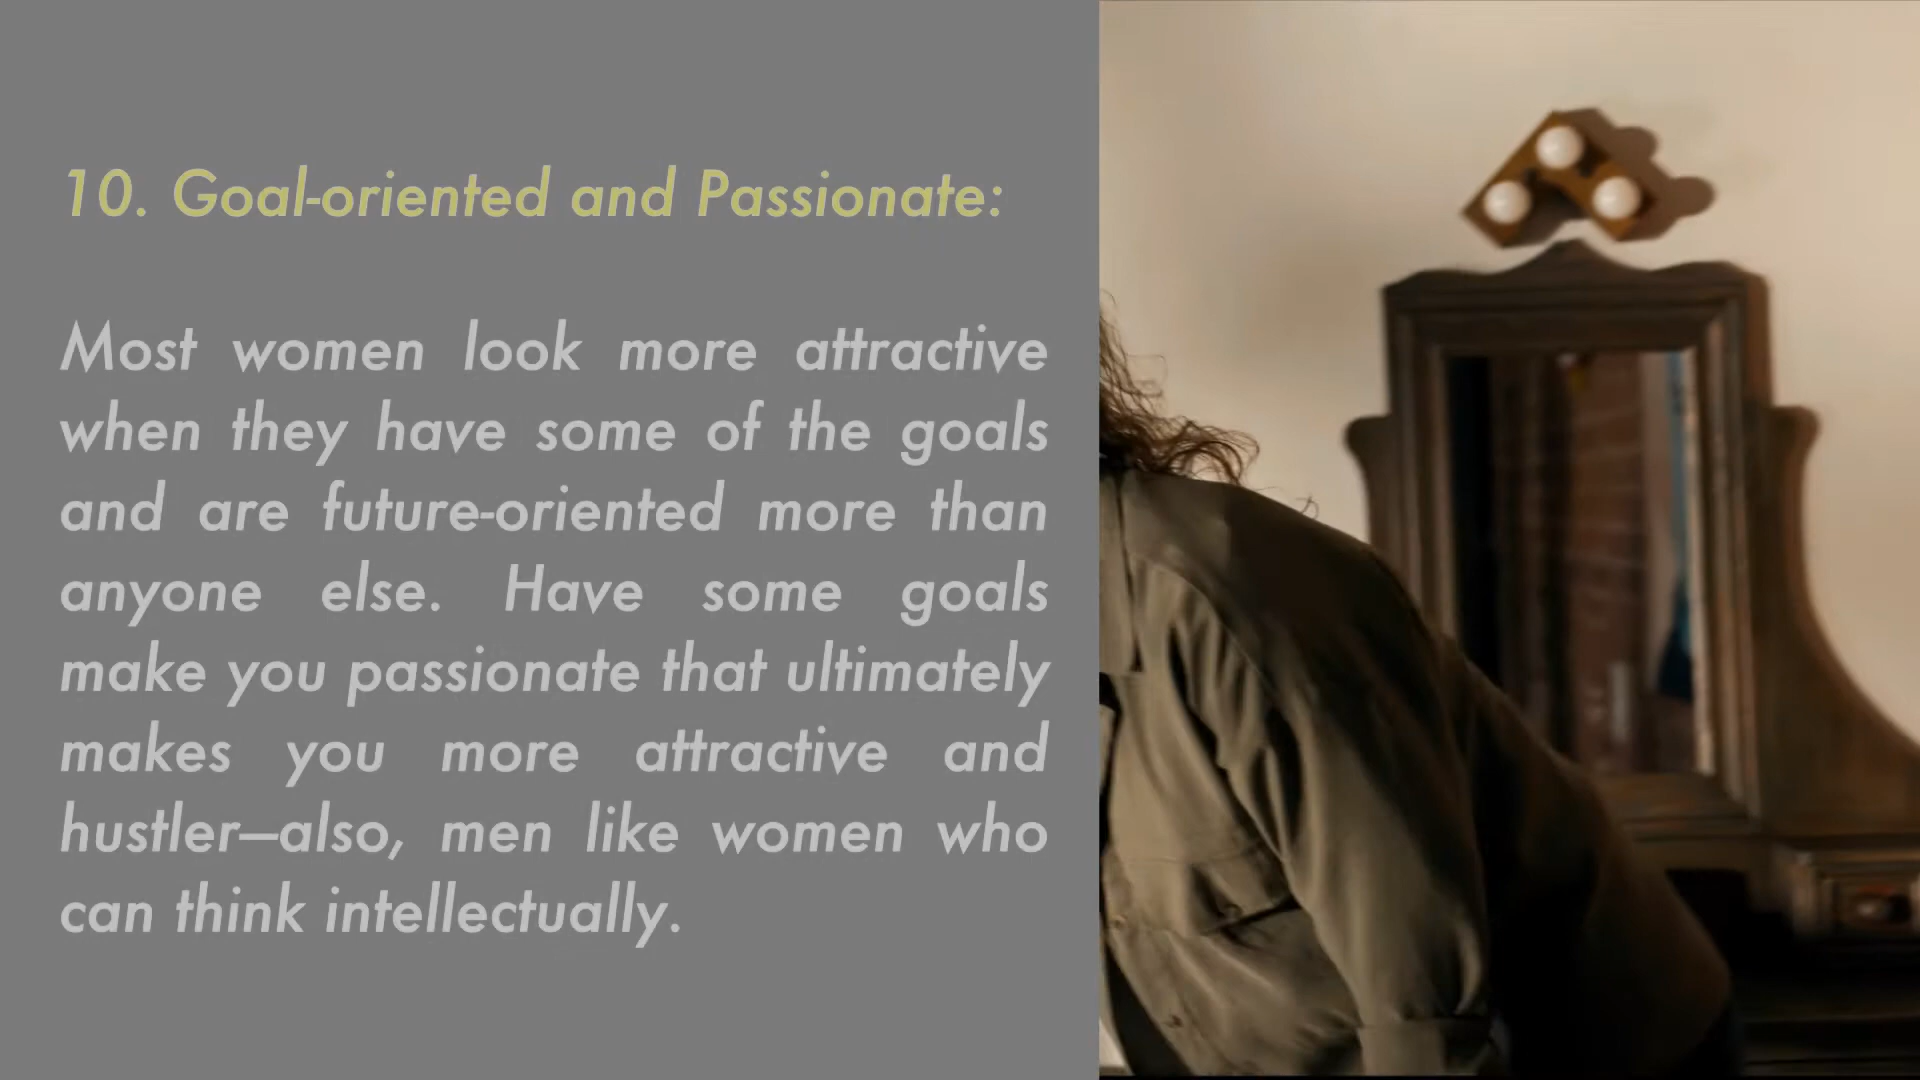 10. Goal-oriented and Passionate:
Most women look more attractive
when they have some of the goals
and are future-oriented more than
anyone else. Have some goals
make you passionate that ultimately
makes you more attractive and
hustler—also, men like women who
can think intellectually.